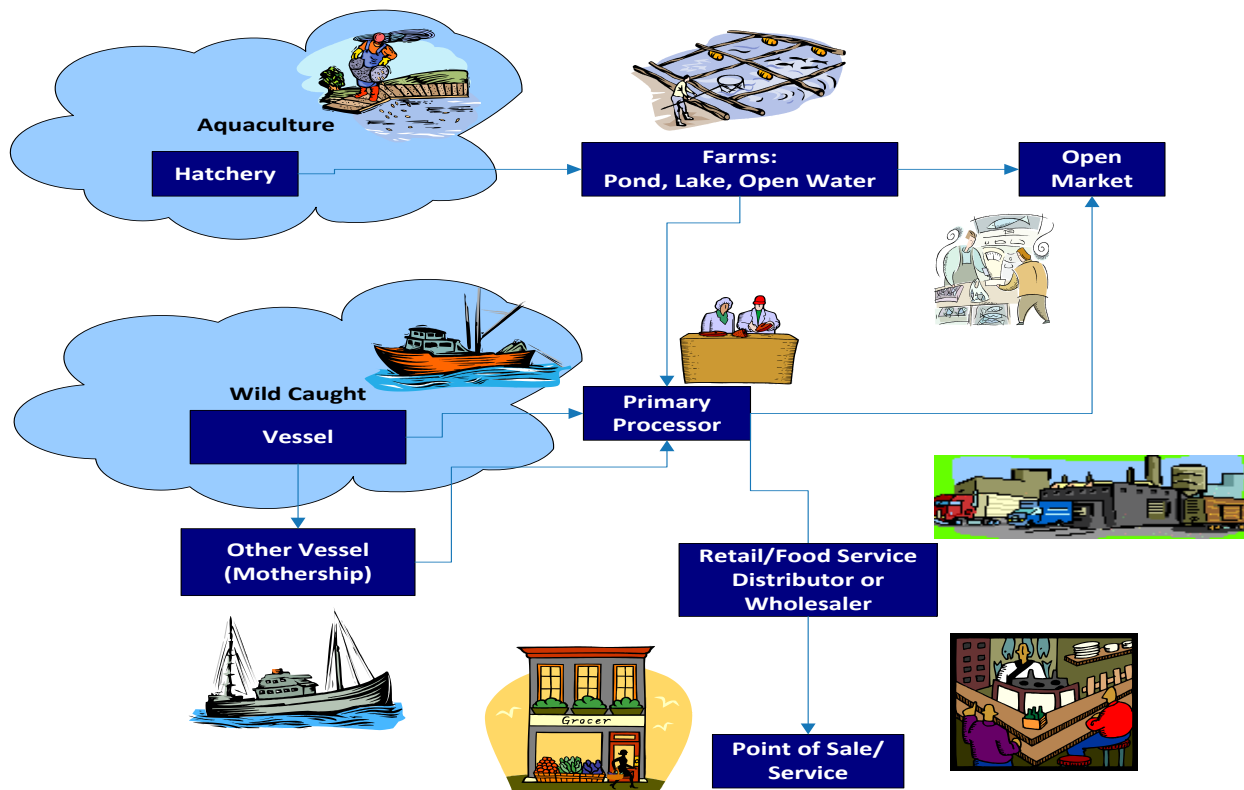 Aquaculture
Hatchery
Farms:
Pond, Lake, Open Water
Open
Market
Wild Caught
Vessel
Primary
Processor
Other Vessel
(Mothership)
Retail/Food Service
Distributor or
Wholesaler
Grocer
Point of Sale/
Service